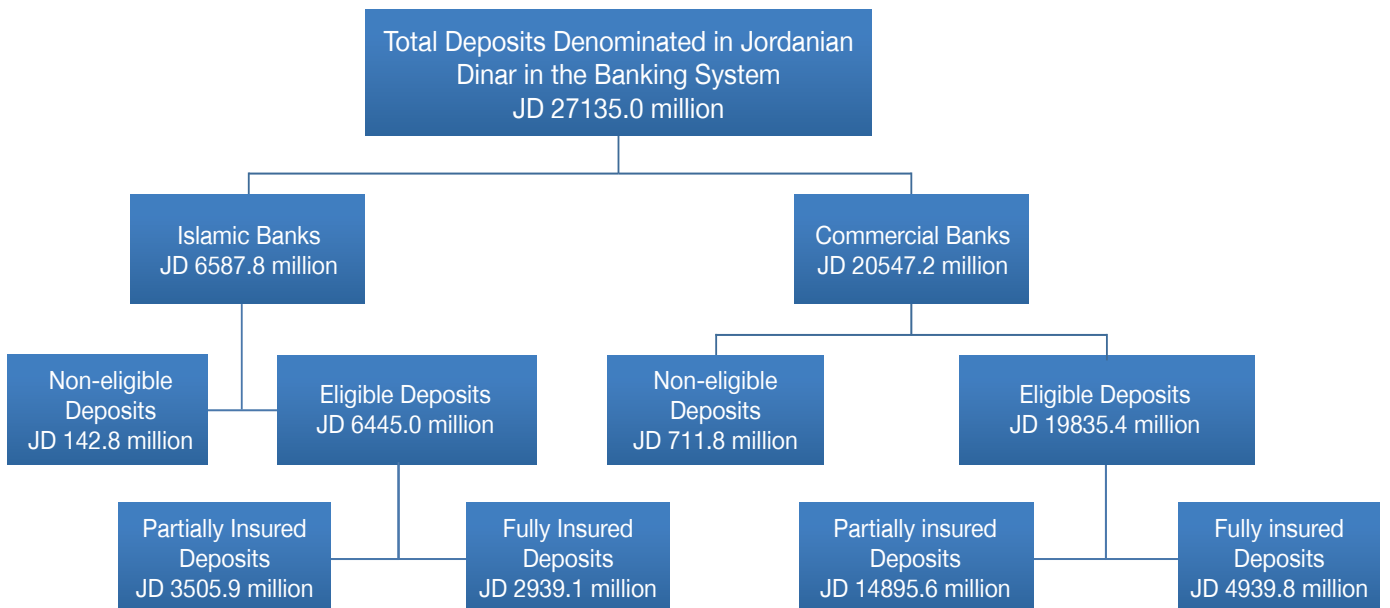 Total Deposits Denominated in Jordanian
Dinar in the Banking System
JD 27135.0 million
Islamic Banks
JD 6587.8 million
Commercial Banks
JD 20547.2 million
Non-eligible
Deposits
JD 142.8 million
Eligible Deposits
JD 6445.0 million
Non-eligible
Deposits
JD 711.8 million
Eligible Deposits
JD 19835.4 million
Partially Insured
Deposits
JD 3505.9 million
Fully Insured
Deposits
JD 2939.1 million
Partially insured
Deposits
JD 14895.6 million
Fully insured
Deposits
JD 4939.8 million